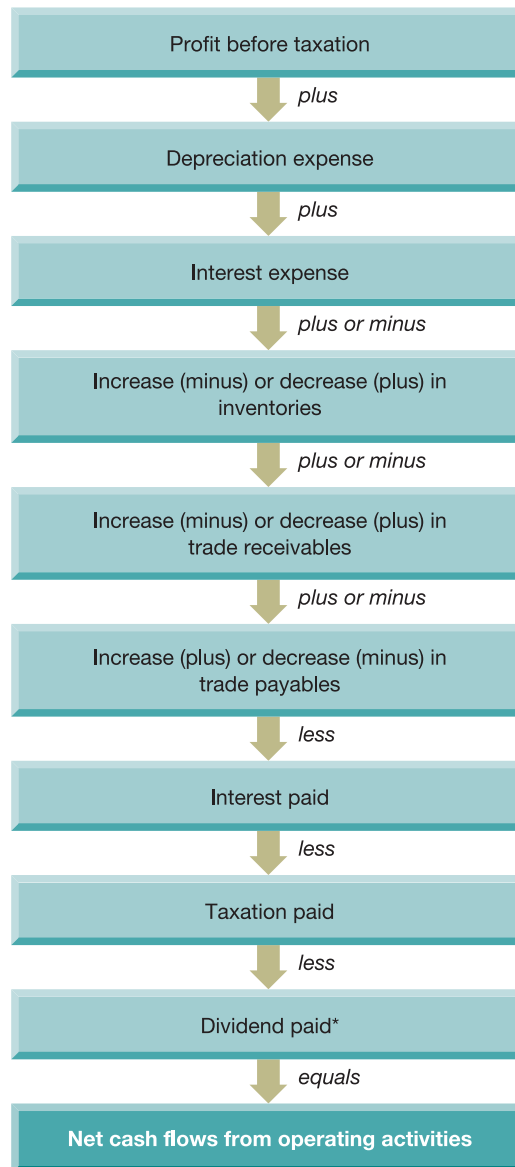 Profit before taxation
plus
Depreciation expense
plus
Interest expense
plus or minus
Increase (minus) or decrease (plus) in
inventories
plus or minus
Increase (minus) or decrease (plus) in
trade receivables
plus or minus
Increase (plus) or decrease (minus) in
trade payables
less
Interest paid
less
Taxation paid
less
Dividend paid*
equals
Net cash flows from operating activities